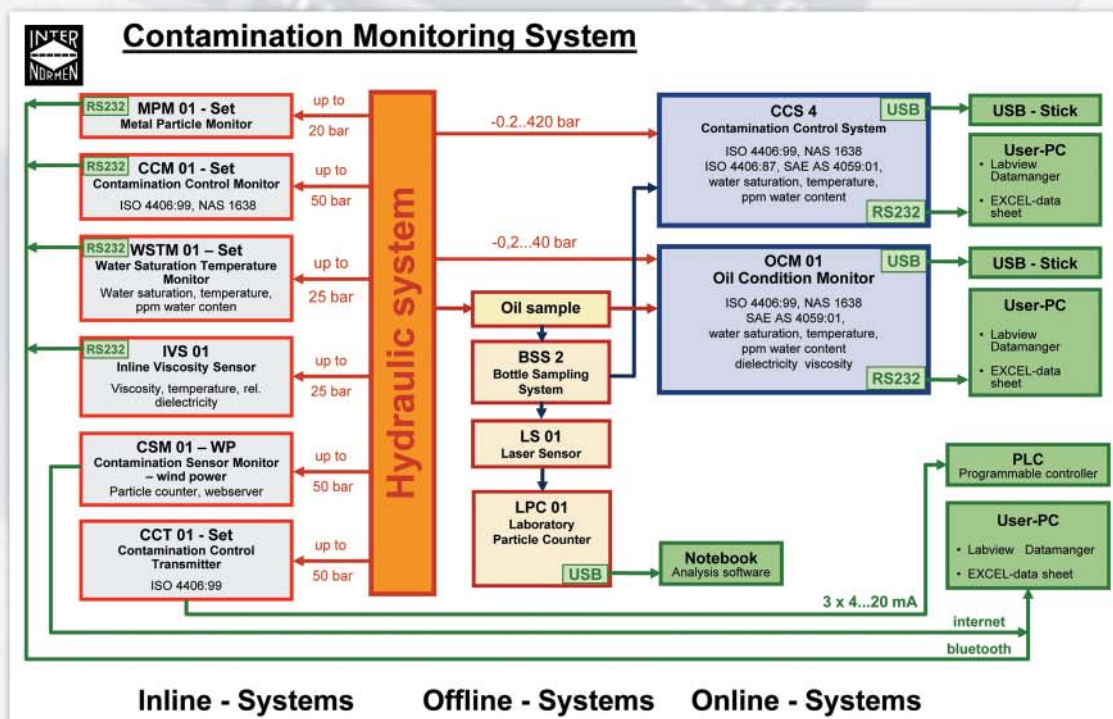 INTER
NORMEN
Contamination Monitoring System
RS232
MPM 01 - Set
Metal Particle Monitor
up to
20 bar
RS232
CCM 01 - Set
Contamination Control Monitor
ISO 4406:99, NAS 1638
up to
50 bar
RS232
WSTM 01 – Set
Water Saturation Temperature
Monitor
Water saturation, temperature,
ppm water conten
up to
25 bar
RS232
IVS 01
Inline Viscosity Sensor
Viscosity, temperature, rel.
dielectricity
up to
25 bar
CSM 01 – WP
Contamination Sensor Monitor
– wind power
Particle counter, webserver
up to
50 bar
CCT 01 - Set
Contamination Control
Transmitter
ISO 4406:99
up to
50 bar
Hydraulic system
-0.2..420 bar
-0,2...40 bar
Oil sample
BSS 2
Bottle Sampling
System
LS 01
Laser Sensor
LPC 01
Laboratory
Particle Counter
USB
Notebook
Analysis software
CCS 4
Contamination Control System
USB
ISO 4406:99, NAS 1638
ISO 4406:87, SAE AS 4059:01,
water saturation, temperature,
ppm water content
RS232
USB - Stick
User-PC
• Labview
Datamanger
• EXCEL-data
sheet
OCM 01
Oil Condition Monitor
USB
ISO 4406:99, NAS 1638
SAE AS 4059:01,
water saturation, temperature,
ppm water content
dielectricity viscosity
RS232
USB - Stick
User-PC
• Labview
Datamanger
• EXCEL-data
sheet
PLC
Programmable controller
User-PC
• Labview Datamanger
• EXCEL-data sheet
3 x 4...20 mA
internet
bluetooth
Inline - Systems
Offline - Systems
Online - Systems